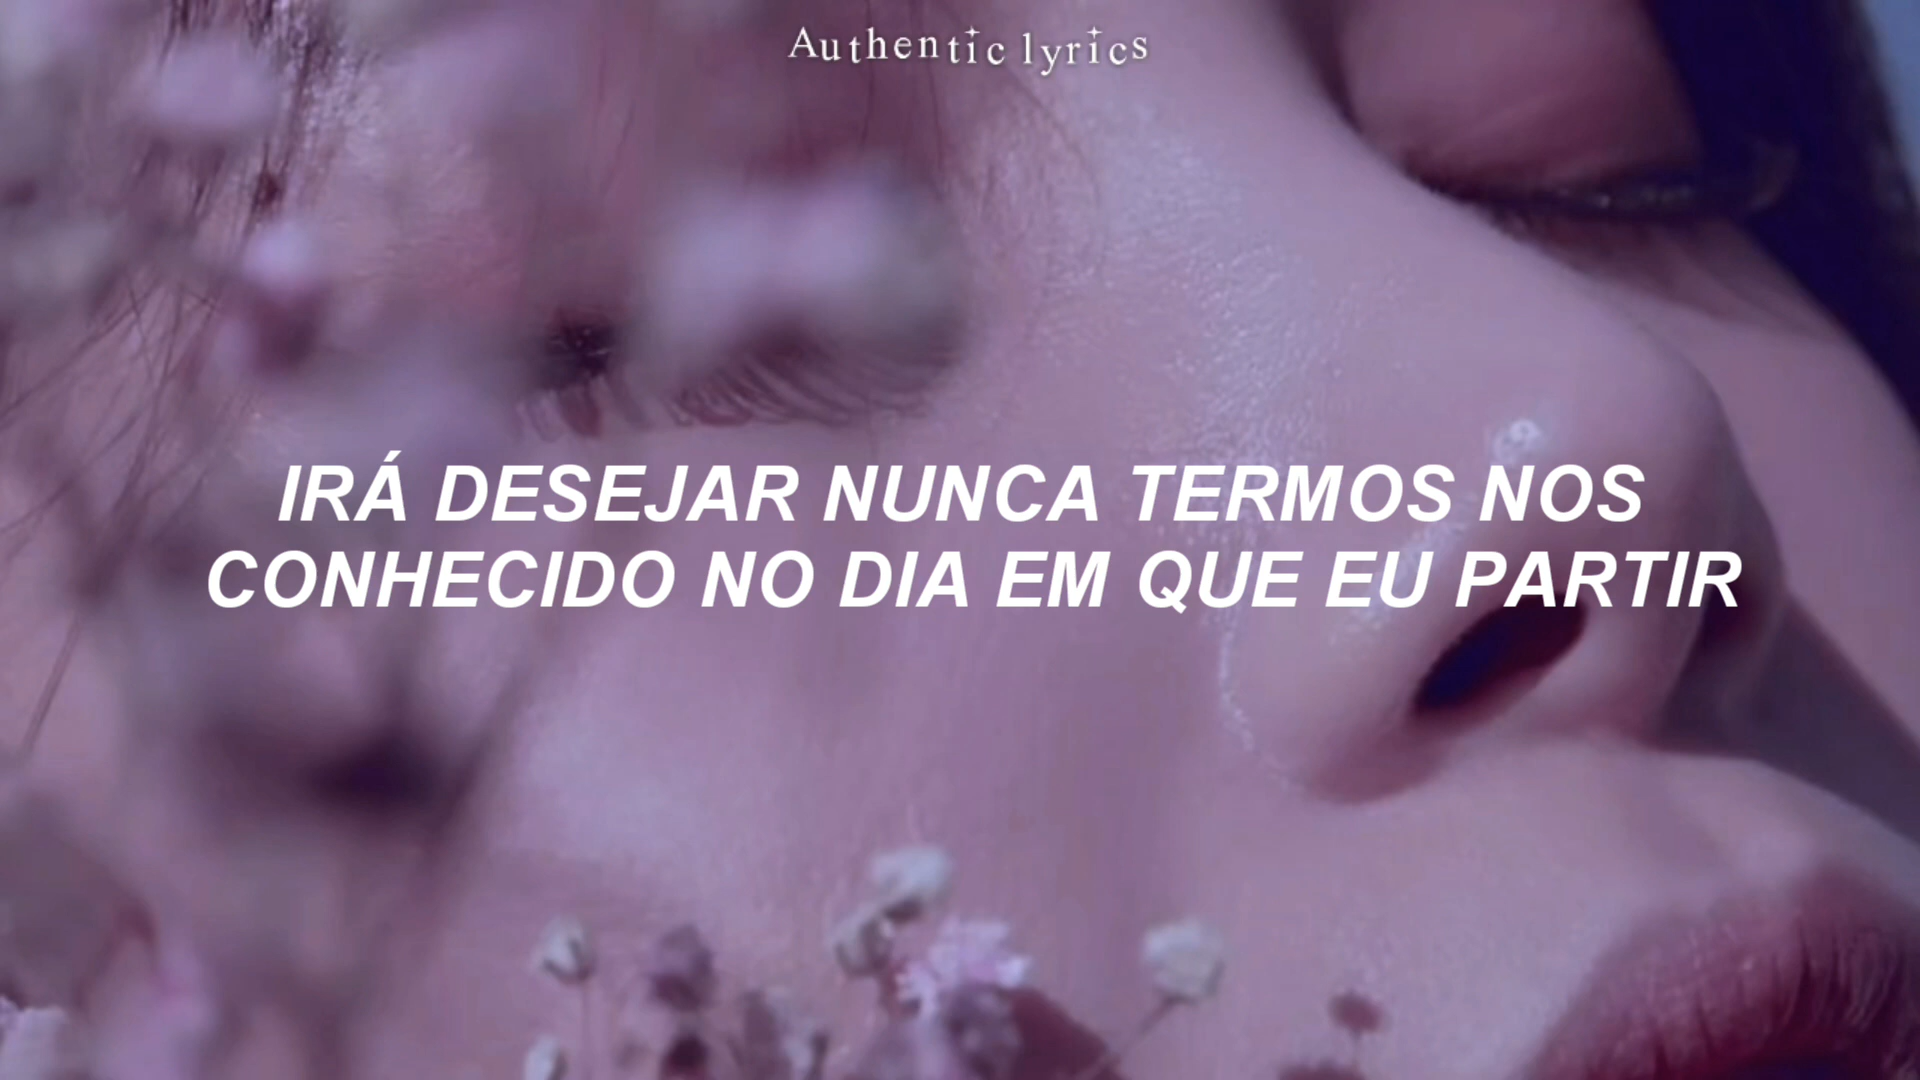 Authentic lyrics
IRÁ DESEJAR NUNCA TERMOS NOS
CONHECIDO NO DIA EM QUE EU PARTIR